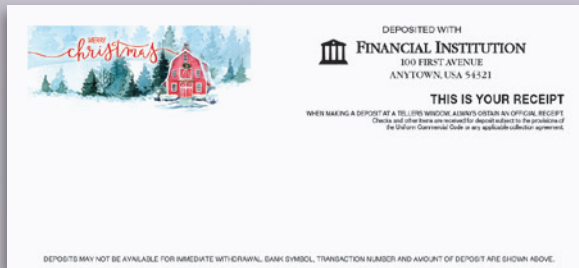 MERRY
christmas
DEPOSITED WITH
FINANCIAL INSTITUTION
100 FIRST AVENUE
ANYTOWN, USA 54321
THIS IS YOUR RECEIPT
WHEN MAKING A DEPOSIT AT A TELLERS WINDOW, ALWAYS OBTAIN AN OFFICIAL RECEIPT.
Checks and other items are received for deposit subject to the provisions of
the Uniform Commercial Code or any applicable collection agreement.
DEPOSITS MAY NOT BE AVAILABLE FOR IMMEDIATE WITHDRAWAL. BANK SYMBOL, TRANSACTION NUMBER AND AMOUNT OF DEPOSIT ARE SHOWN ABOVE.